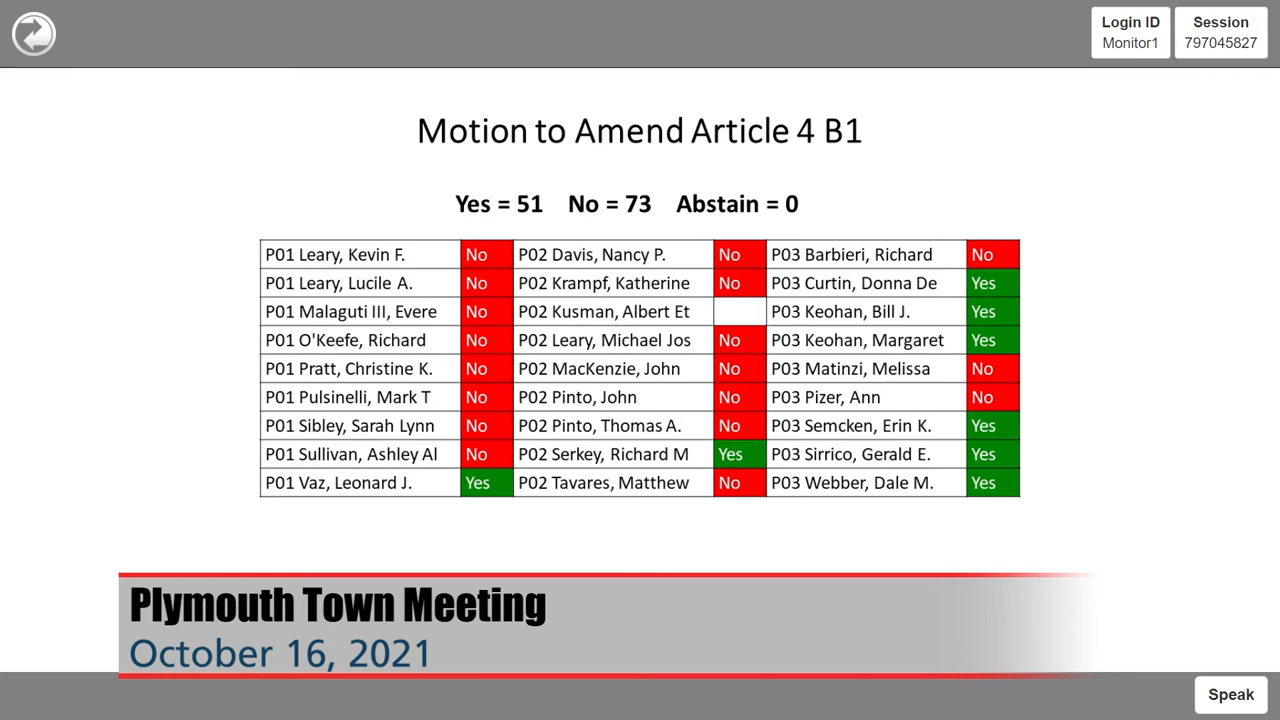 Login ID
Monitor1
Session
797045827
Motion to Amend Article 4 B1
Yes = 51 No = 73 Abstain = 0
P01 Leary, Kevin F. No P02 Davis, Nancy P. No P03 Barbieri, Richard No
P01 Leary, Lucile A. No P02 Krampf, Katherine No P03 Curtin, Donna De Yes
P01 Malaguti III, Evere No P02 Kusman, Albert Et P03 Keohan, Bill J. Yes
P01 O'Keefe, Richard No P02 Leary, Michael Jos No P03 Keohan, Margaret Yes
P01 Pratt, Christine K. No P02 MacKenzie, John No P03 Matinzi, Melissa No
P01 Pulsinelli, Mark T No P02 Pinto, John No P03 Pizer, Ann No
P01 Sibley, Sarah Lynn No P02 Pinto, Thomas A. No P03 Semcken, Erin K. Yes
P01 Sullivan, Ashley Al No P02 Serkey, Richard M Yes P03 Sirrico, Gerald E. Yes
P01 Vaz, Leonard J. Yes P02 Tavares, Matthew No P03 Webber, Dale M. Yes
Plymouth Town Meeting
October 16, 2021
Speak